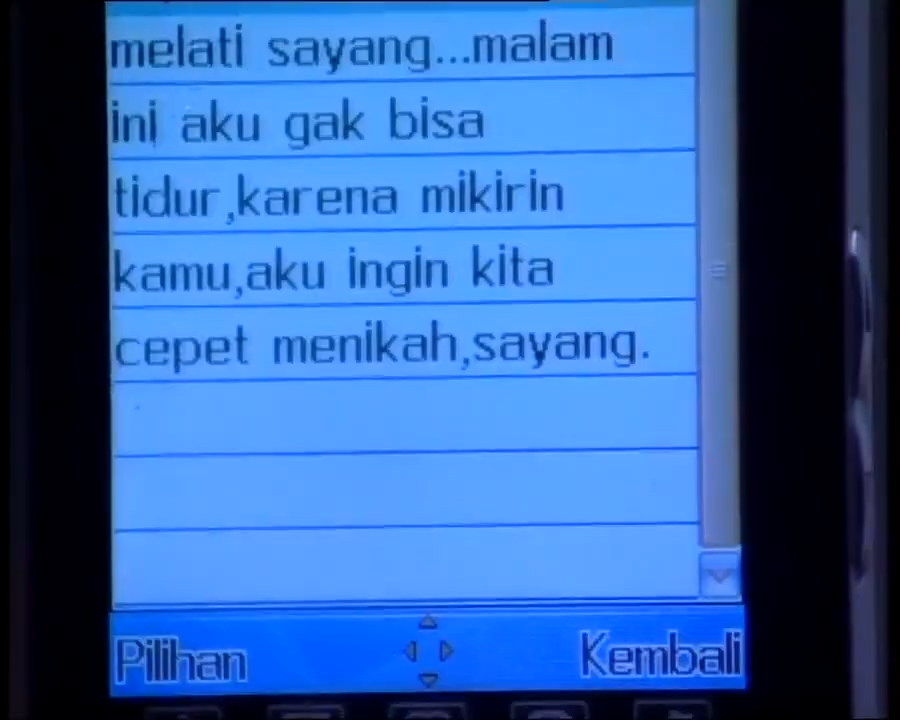 melati sayang...malam
ini aku gak bisa
tidur,karena mikirin
kamu,aku ingin kita
cepet menikah,sayang.
Pilihan
Kembali